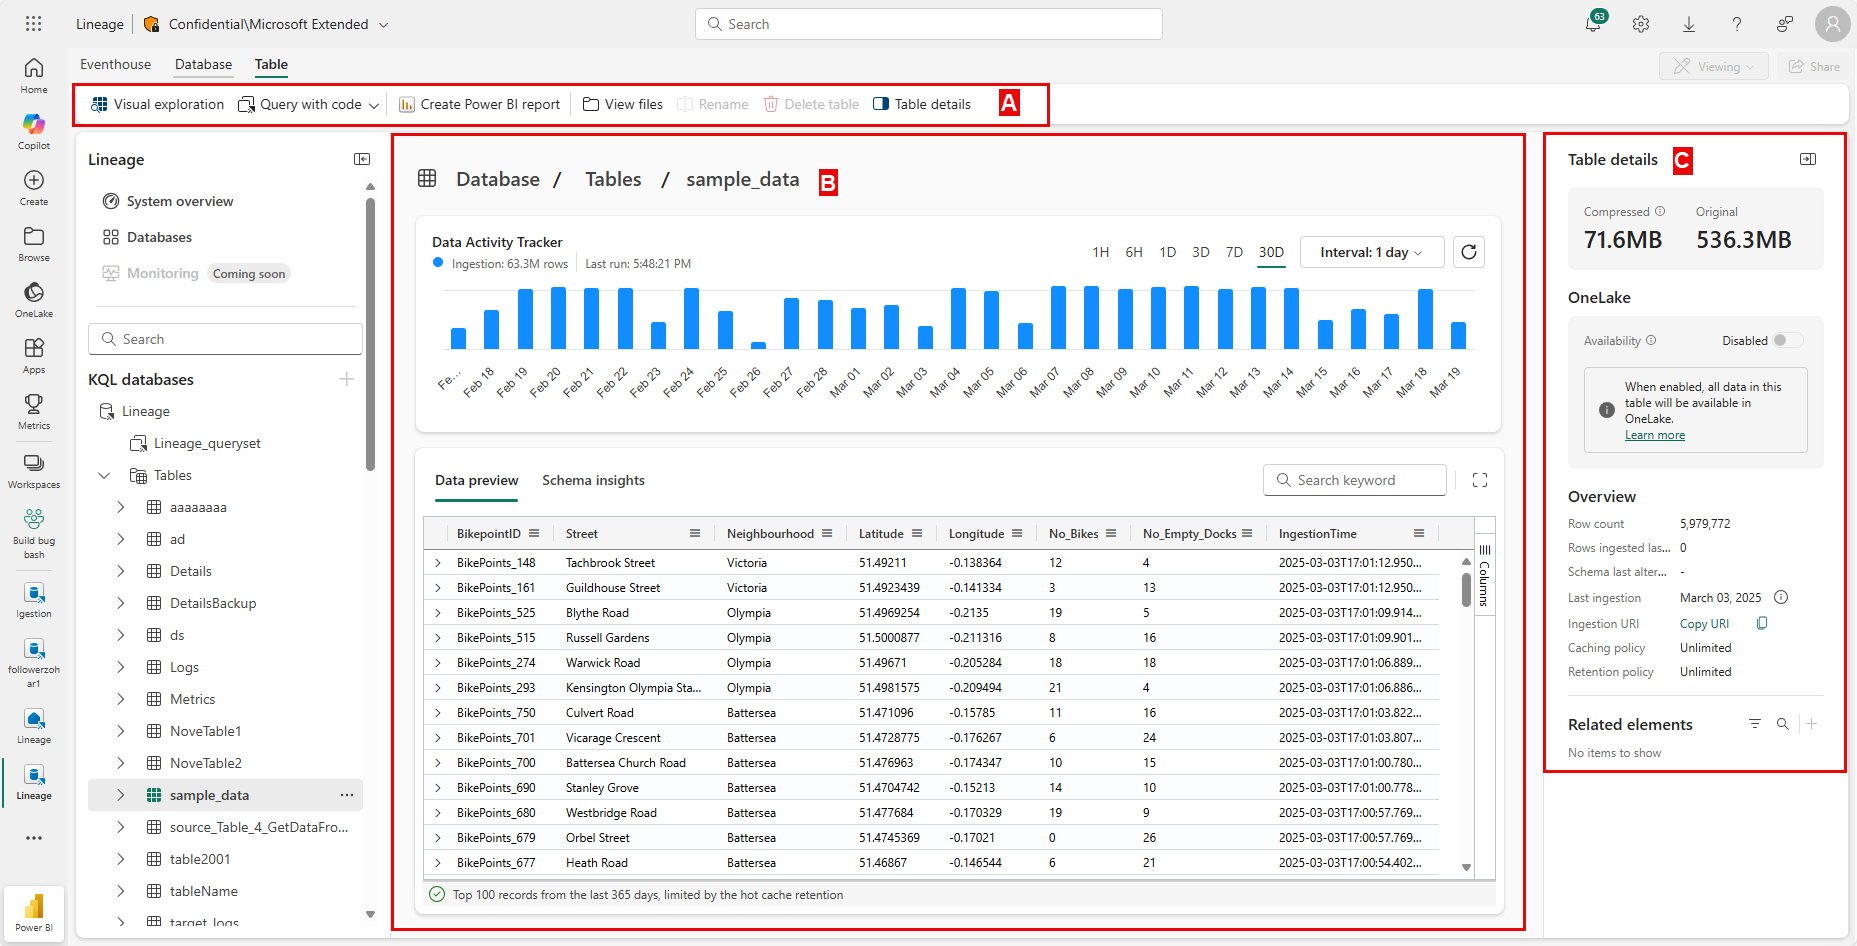 Lineage
Confidential\Microsoft Extended
Search
63
Home
Copilot
Create
Browse
OneLake
Apps
Metrics
Workspaces
Build bug
bash
Igestion
followerzoh
ar1
Lineage
Lineage
Power BI
Eventhouse
Database
Table
Viewing
Share
Visual exploration
Query with code
Create Power BI report
View files
Rename
Delete table
Table details
A
Lineage
System overview
Databases
Monitoring Coming soon
Search
KQL databases
Lineage
Lineage_queryset
Tables
aaaaaaaa
ad
Details
DetailsBackup
ds
Logs
Metrics
NoveTable1
NoveTable2
sample_data
source_Table_4_GetDataFro...
table2001
tableName
target_logs
Database / Tables / sample_data B
Data Activity Tracker
Ingestion: 63.3M rows Last run: 5:48:21 PM
1H 6H 1D 3D 7D 30D Interval: 1 day
Fe... Feb 18 Feb 19 Feb 20 Feb 21 Feb 22 Feb 23 Feb 24 Feb 25 Feb 26 Feb 27 Feb 28 Mar 01 Mar 02 Mar 03 Mar 04 Mar 05 Mar 06 Mar 07 Mar 08 Mar 09 Mar 10 Mar 11 Mar 12 Mar 13 Mar 14 Mar 15 Mar 16 Mar 17 Mar 18 Mar 19
Data preview Schema insights Search keyword
BikepointID Street Neighbourhood Latitude Longitude No_Bikes No_Empty_Docks IngestionTime
BikePoints_148 Tachbrook Street Victoria 51.49211 -0.138364 12 4 2025-03-03T17:01:12.950...
BikePoints_161 Guildhouse Street Victoria 51.4923439 -0.141334 3 13 2025-03-03T17:01:12.950...
BikePoints_525 Blythe Road Olympia 51.4969254 -0.2135 19 5 2025-03-03T17:01:09.914...
BikePoints_515 Russell Gardens Olympia 51.5000877 -0.211316 8 16 2025-03-03T17:01:09.901...
BikePoints_274 Warwick Road Olympia 51.49671 -0.205284 18 18 2025-03-03T17:01:06.889...
BikePoints_293 Kensington Olympia Sta... Olympia 51.4981575 -0.209494 21 4 2025-03-03T17:01:06.886...
BikePoints_750 Culvert Road Battersea 51.471096 -0.15785 11 16 2025-03-03T17:01:03.822...
BikePoints_701 Vicarage Crescent Battersea 51.4728775 -0.176267 6 24 2025-03-03T17:01:03.807...
BikePoints_700 Battersea Church Road Battersea 51.476963 -0.174347 10 15 2025-03-03T17:01:00.780...
BikePoints_690 Stanley Grove Battersea 51.4704742 -0.15213 14 10 2025-03-03T17:01:00.778...
BikePoints_680 Westbridge Road Battersea 51.477684 -0.170329 19 9 2025-03-03T17:00:57.769...
BikePoints_679 Orbel Street Battersea 51.4745369 -0.17021 0 26 2025-03-03T17:00:57.769...
BikePoints_677 Heath Road Battersea 51.46867 -0.146544 6 21 2025-03-03T17:00:54.402...
Columns
Top 100 records from the last 365 days, limited by the hot cache retention
Table details C
Compressed Original
71.6MB 536.3MB
OneLake
Availability Disabled
When enabled, all data in this
table will be available in
OneLake.
Learn more
Overview
Row count 5,979,772
Rows ingested las... 0
Schema last alter... -
Last ingestion March 03, 2025
Ingestion URI Copy URI
Caching policy Unlimited
Retention policy Unlimited
Related elements
No items to show